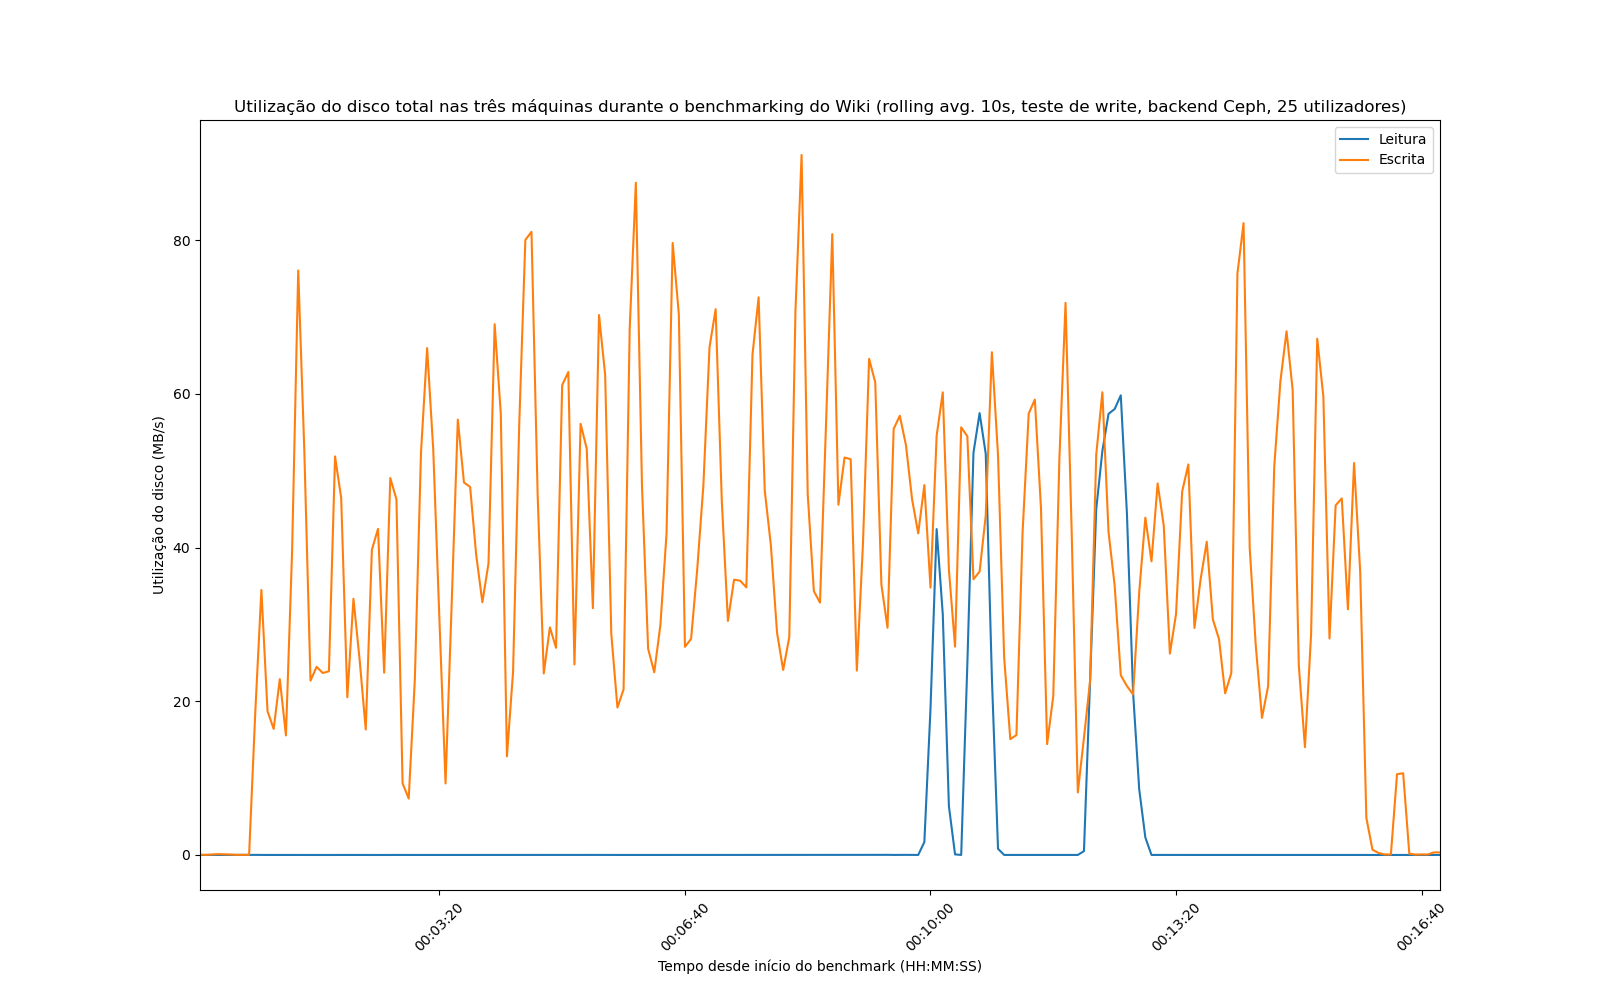 Utilização do disco total nas três máquinas durante o benchmarking do Wiki (rolling avg. 10s, teste de write, backend Ceph, 25 utilizadores)
Leitura
Escrita
Utilização do disco (MB/s)
80
60
40
20
0
00:03:20
00:06:40
00:10:00
00:13:20
00:16:40
Tempo desde início do benchmark (HH:MM:SS)